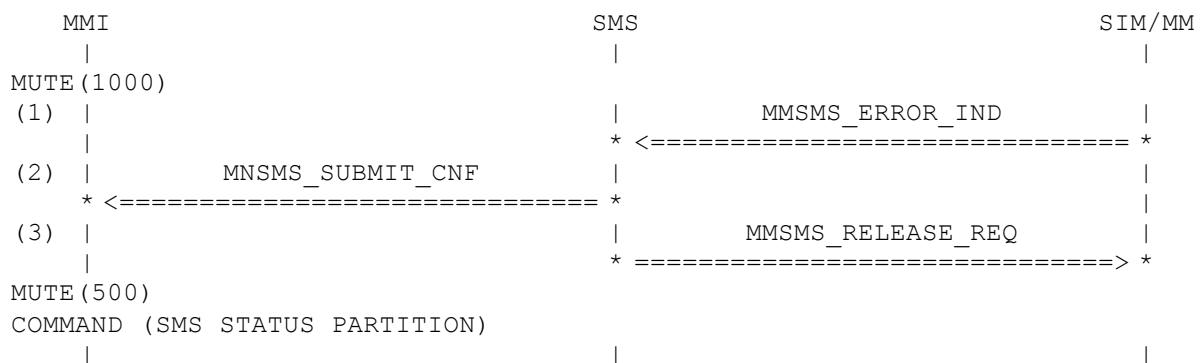 MMI SMS SIM/MM
| | |
MUTE(1000)
(1) | | MMSMS_ERROR_IND |
| * <============================== *
(2) | MNSMS_SUBMIT_CNF | |
* <============================== * |
(3) | | MMSMS_RELEASE_REQ |
| * ==============================> *
MUTE(500)
COMMAND (SMS STATUS PARTITION)
| | |